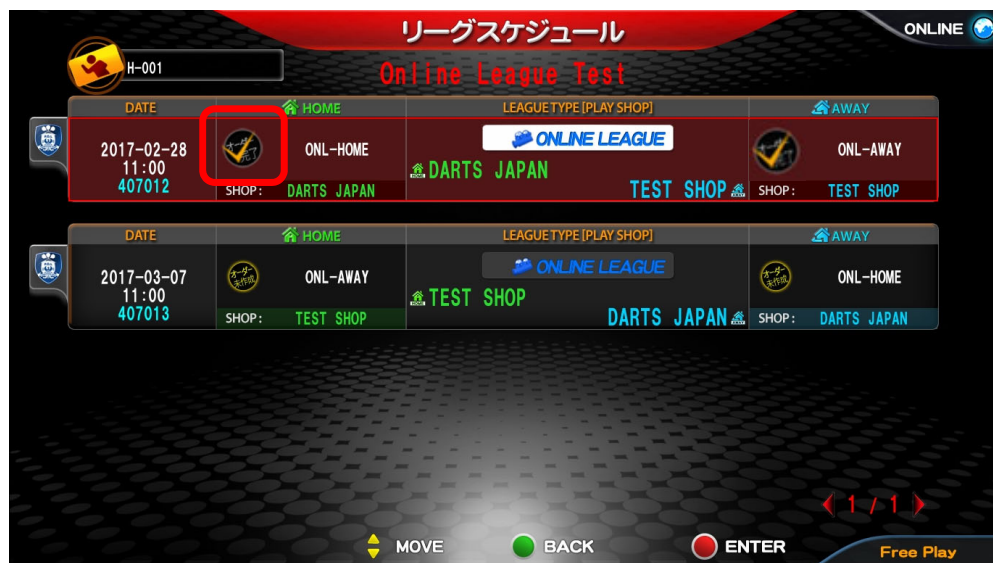 リーグスケジュール
ONLINE
H-001
Online League Test
DATE HOME LEAGUE TYPE [PLAY SHOP] AWAY
2017-02-28
11:00
407012
ONL-HOME
SHOP: DARTS JAPAN
ONLINE LEAGUE
DARTS JAPAN
TEST SHOP
ONL-AWAY
SHOP: TEST SHOP
DATE HOME LEAGUE TYPE [PLAY SHOP] AWAY
2017-03-07
11:00
407013
オーダー
未作成
ONL-AWAY
SHOP: TEST SHOP
ONLINE LEAGUE
TEST SHOP
DARTS JAPAN
オーダー
未作成
ONL-HOME
SHOP: DARTS JAPAN
1 / 1
MOVE BACK ENTER
Free Play